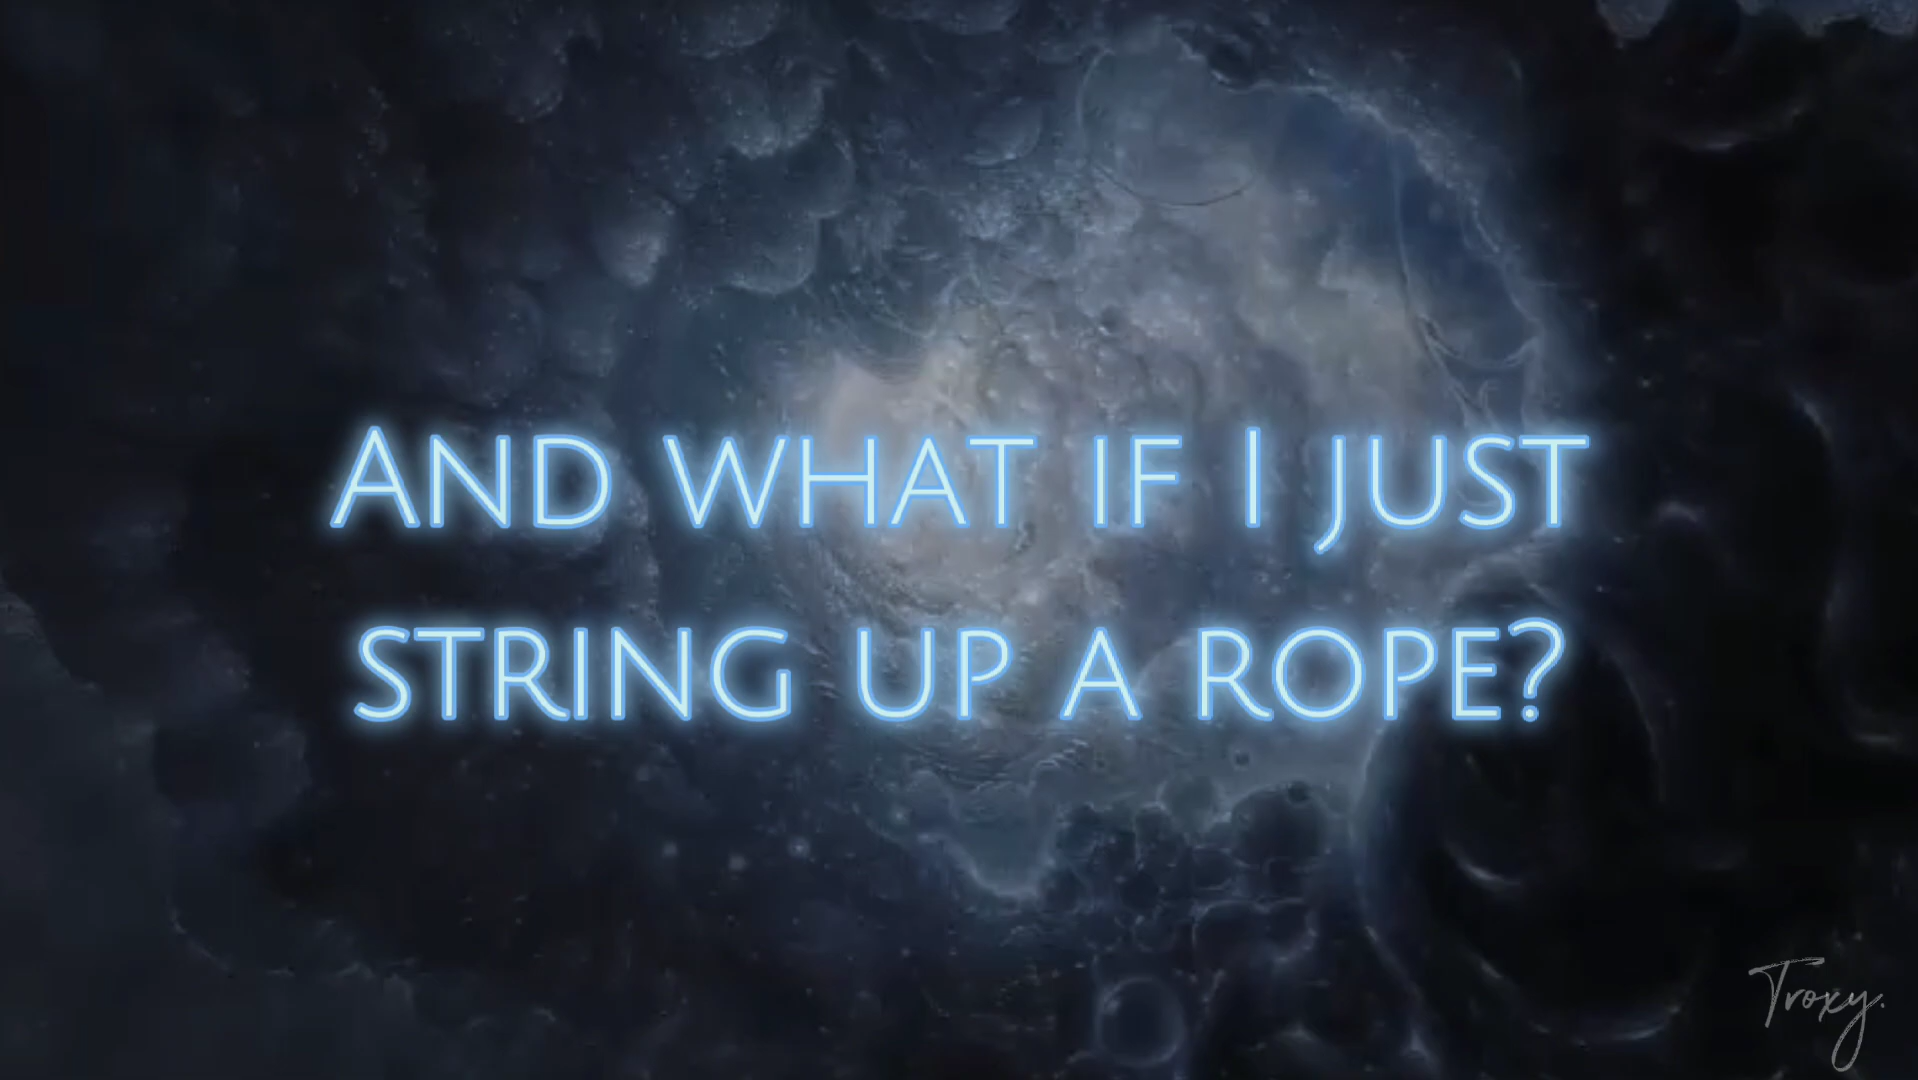 And what if I just
string up a rope?
Troxy.